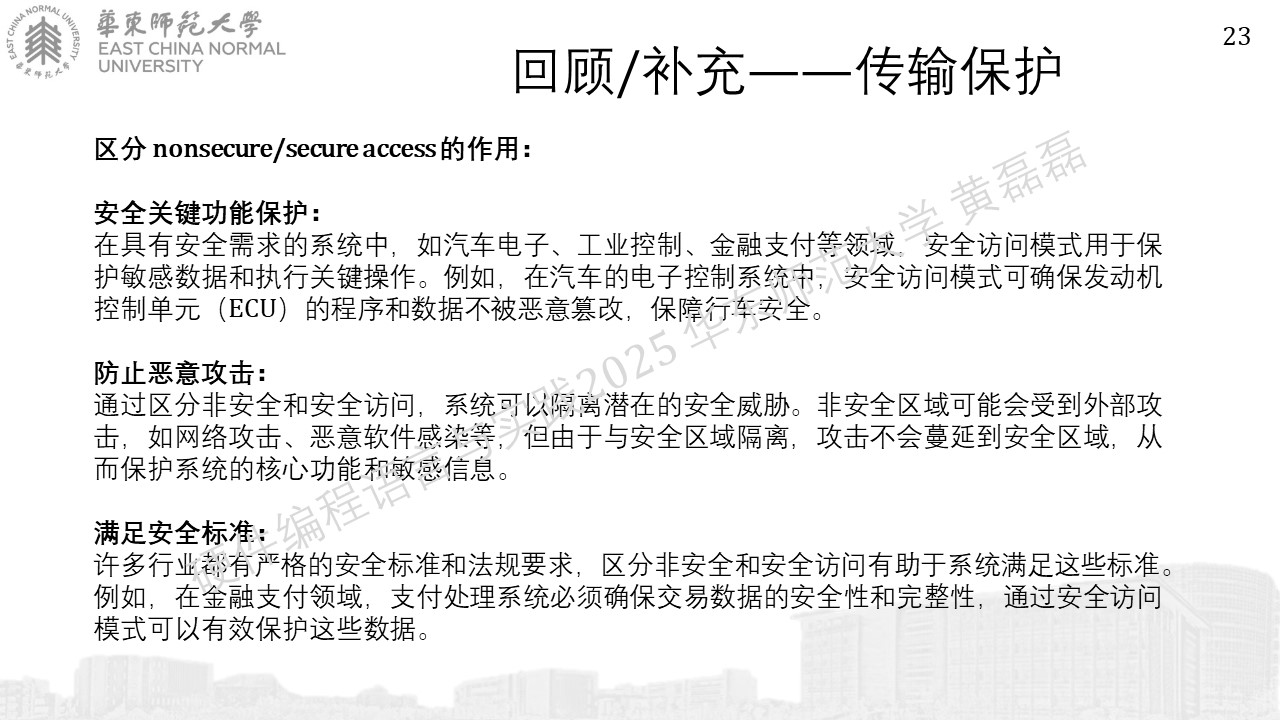 華東師範大學
EAST CHINA NORMAL
UNIVERSITY
EAST CHINA NORMAL UNIVERSITY
華東师范大学
23
回顾/补充——传输保护
区分 nonsecure/secure access 的作用：
安全关键功能保护：
在具有安全需求的系统中，如汽车电子、工业控制、金融支付等领域，安全访问模式用于保
护敏感数据和执行关键操作。例如，在汽车的电子控制系统中，安全访问模式可确保发动机
控制单元（ECU）的程序和数据不被恶意篡改，保障行车安全。
防止恶意攻击：
通过区分非安全和安全访问，系统可以隔离潜在的安全威胁。非安全区域可能会受到外部攻
击，如网络攻击、恶意软件感染等，但由于与安全区域隔离，攻击不会蔓延到安全区域，从
而保护系统的核心功能和敏感信息。
满足安全标准：
许多行业都有严格的安全标准和法规要求，区分非安全和安全访问有助于系统满足这些标准。
例如，在金融支付领域，支付处理系统必须确保交易数据的安全性和完整性，通过安全访问
模式可以有效保护这些数据。
硬件编程语言与实践2025 华东师范大学 黄磊磊